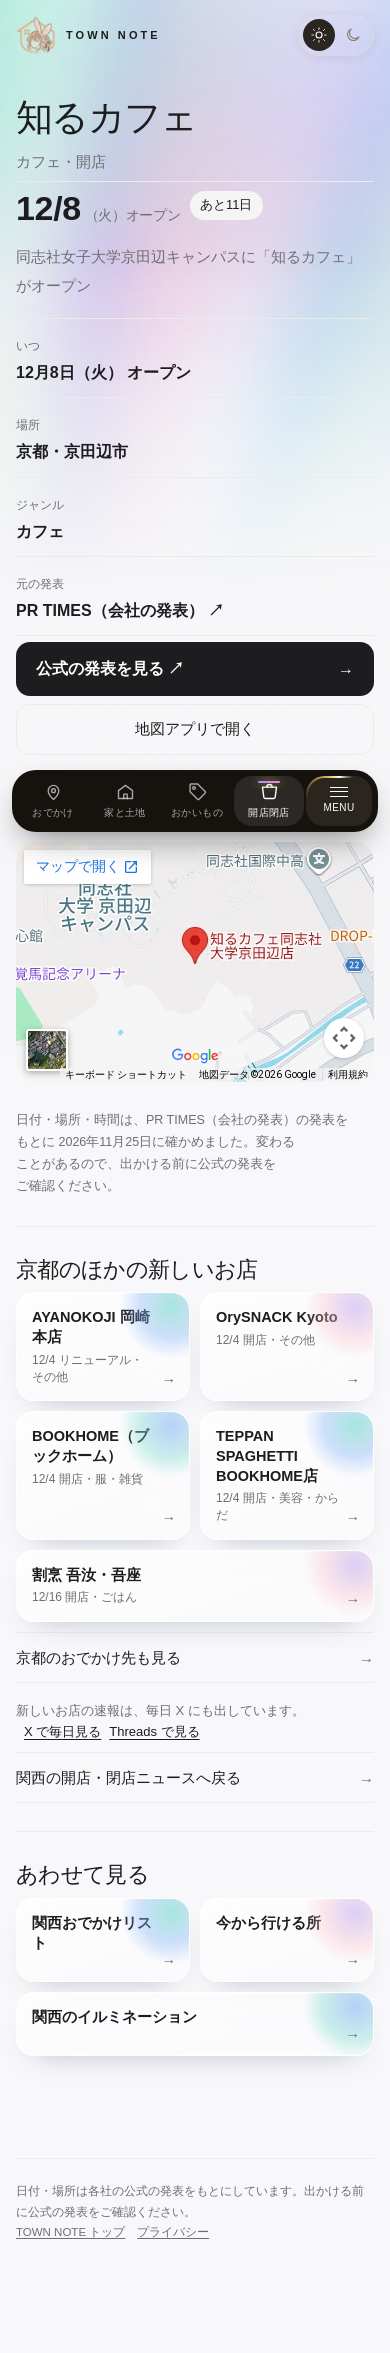 TOWN NOTE
知るカフェ
カフェ・開店
12/8 （火）オープン あと11日
同志社女子大学京田辺キャンパスに「知るカフェ」
がオープン
いつ
12月8日（火） オープン
場所
京都・京田辺市
ジャンル
カフェ
元の発表
PR TIMES（会社の発表） ↗
公式の発表を見る ↗ →
地図アプリで開く
おでかけ 家と土地 おかいもの 開店閉店 MENU
マップで開く
同志社国際中高
同志社
大学 京田辺
キャンパス
心館
知るカフェ同志社
大学京田辺店
DROP-
22
覚馬記念アリーナ
Google
キーボード ショートカット 地図データ ©2026 Google 利用規約
日付・場所・時間は、PR TIMES（会社の発表）の発表を
もとに 2026年11月25日に確かめました。変わる
ことがあるので、出かける前に公式の発表を
ご確認ください。
京都のほかの新しいお店
AYANOKOJI 岡崎
本店
12/4 リニューアル・
その他
→
OrySNACK Kyoto
12/4 開店・その他
→
BOOKHOME（ブ
ックホーム）
12/4 開店・服・雑貨
→
TEPPAN
SPAGHETTI
BOOKHOME店
12/4 開店・美容・から
だ
→
割烹 吾汝・吾座
12/16 開店・ごはん
→
京都のおでかけ先も見る →
新しいお店の速報は、毎日 X にも出しています。
X で毎日見る Threads で見る
関西の開店・閉店ニュースへ戻る →
あわせて見る
関西おでかけリス
ト
→
今から行ける所
→
関西のイルミネーション
→
日付・場所は各社の公式の発表をもとにしています。出かける前
に公式の発表をご確認ください。
TOWN NOTE トップ プライバシー